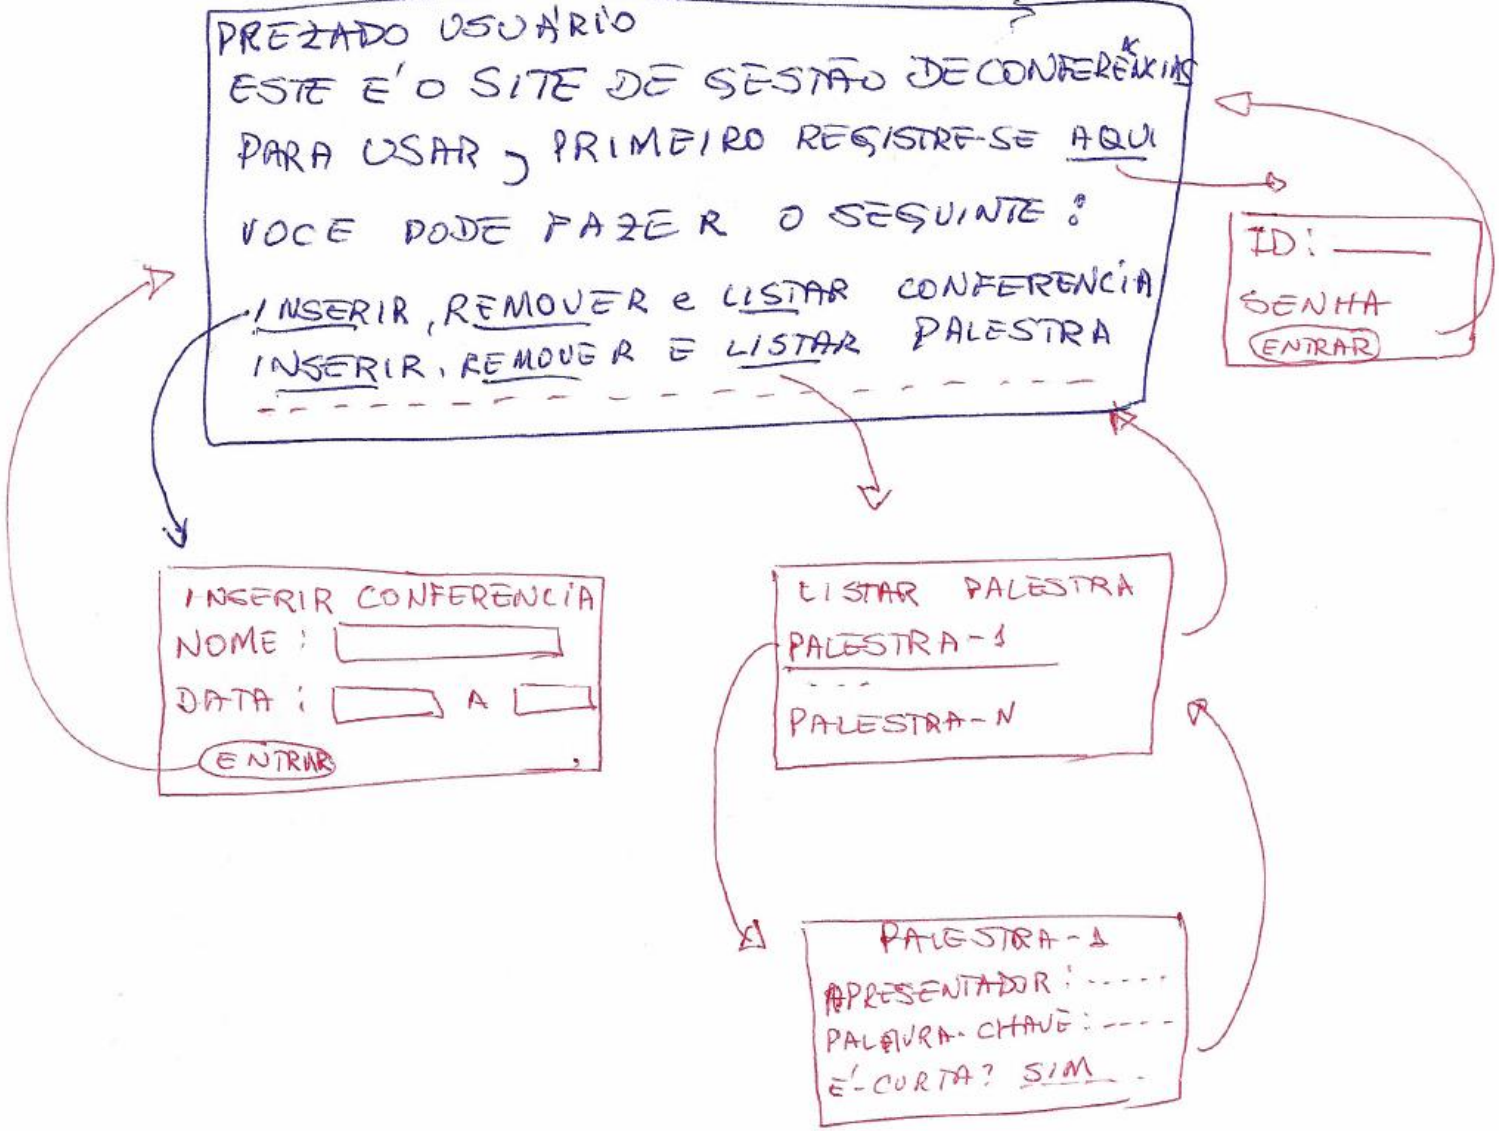 PREZADO USUÁRIO
ESTE E' O SITE DE GESTÃO DE CONFERÊNCIAS
PARA USAR, PRIMEIRO REGISTRE-SE AQUI
VOCE PODE FAZER O SEGUINTE:
INSERIR, REMOVER e LISTAR CONFERENCIA
INSERIR, REMOVER E LISTAR PALESTRA
ID:
SENHA
ENTRAR
INSERIR CONFERENCIA
NOME:
DATA: A
ENTRAR
LISTAR PALESTRA
PALESTRA-1
PALESTRA-N
PALESTRA-1
APRESENTADOR:
PALAVRA-CHAVE:
E'-CURTA? SIM